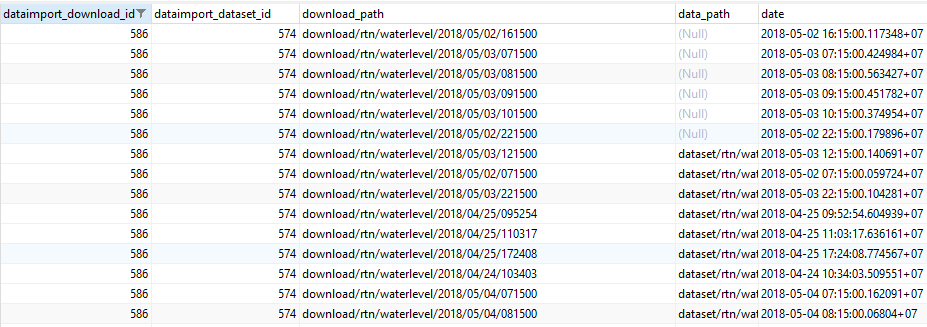 dataimport_download_id dataimport_dataset_id download_path data_path date
586 574 download/rtn/waterlevel/2018/05/02/161500 (Null) 2018-05-02 16:15:00.117348+07
586 574 download/rtn/waterlevel/2018/05/03/071500 (Null) 2018-05-03 07:15:00.424984+07
586 574 download/rtn/waterlevel/2018/05/03/081500 (Null) 2018-05-03 08:15:00.563427+07
586 574 download/rtn/waterlevel/2018/05/03/091500 (Null) 2018-05-03 09:15:00.451782+07
586 574 download/rtn/waterlevel/2018/05/03/101500 (Null) 2018-05-03 10:15:00.374954+07
586 574 download/rtn/waterlevel/2018/05/02/221500 (Null) 2018-05-02 22:15:00.179896+07
586 574 download/rtn/waterlevel/2018/05/03/121500 dataset/rtn/wat 2018-05-03 12:15:00.140691+07
586 574 download/rtn/waterlevel/2018/05/02/071500 dataset/rtn/wat 2018-05-02 07:15:00.059724+07
586 574 download/rtn/waterlevel/2018/05/03/221500 dataset/rtn/wat 2018-05-03 22:15:00.104281+07
586 574 download/rtn/waterlevel/2018/04/25/095254 dataset/rtn/wat 2018-04-25 09:52:54.604939+07
586 574 download/rtn/waterlevel/2018/04/25/110317 dataset/rtn/wat 2018-04-25 11:03:17.636161+07
586 574 download/rtn/waterlevel/2018/04/25/172408 dataset/rtn/wat 2018-04-25 17:24:08.774567+07
586 574 download/rtn/waterlevel/2018/04/24/103403 dataset/rtn/wat 2018-04-24 10:34:03.509551+07
586 574 download/rtn/waterlevel/2018/05/04/071500 dataset/rtn/wat 2018-05-04 07:15:00.162091+07
586 574 download/rtn/waterlevel/2018/05/04/081500 dataset/rtn/wat 2018-05-04 08:15:00.06804+07